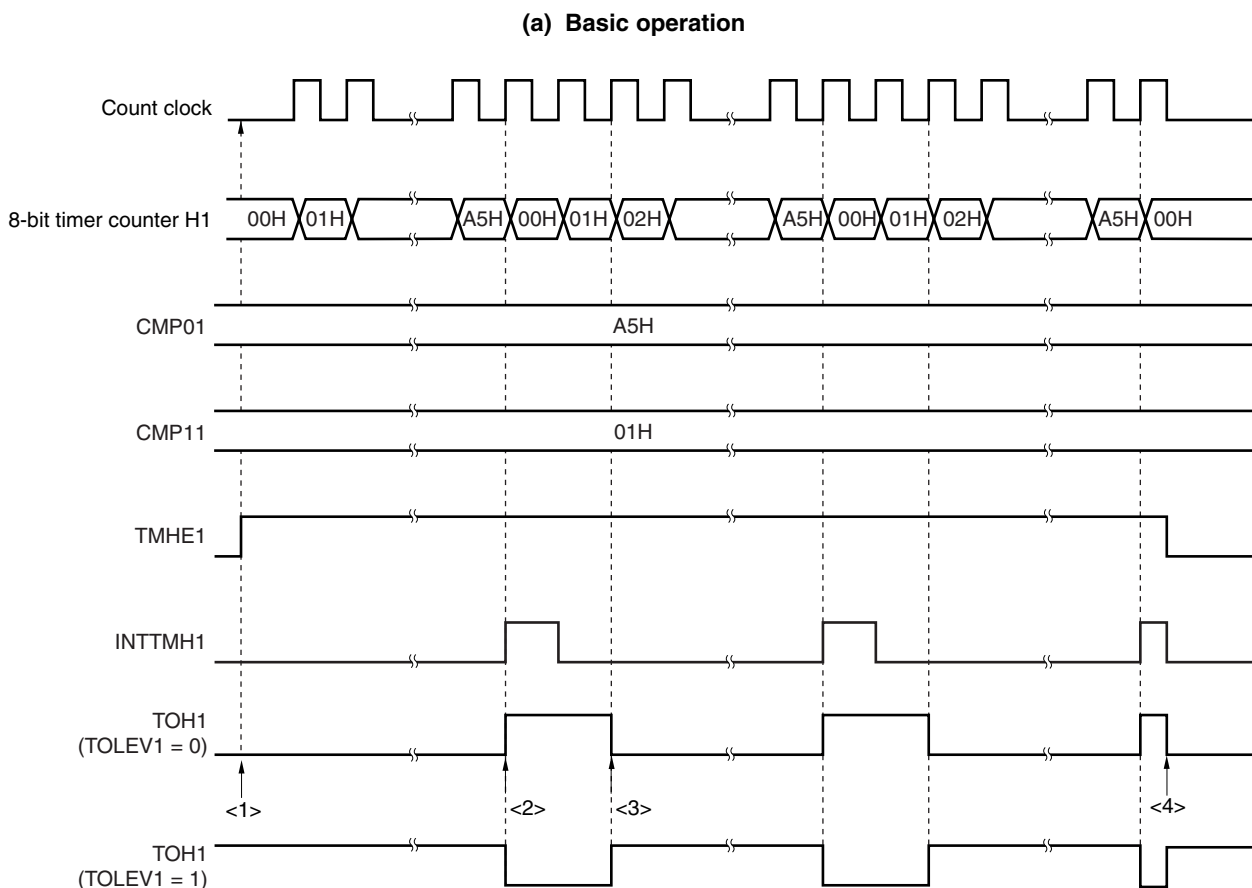 (a) Basic operation
Count clock
8-bit timer counter H1
00H 01H A5H 00H 01H 02H A5H 00H 01H 02H A5H 00H
CMP01
A5H
CMP11
01H
TMHE1
INTTMH1
TOH1
(TOLEV1 = 0)
<1> <2> <3> <4>
TOH1
(TOLEV1 = 1)